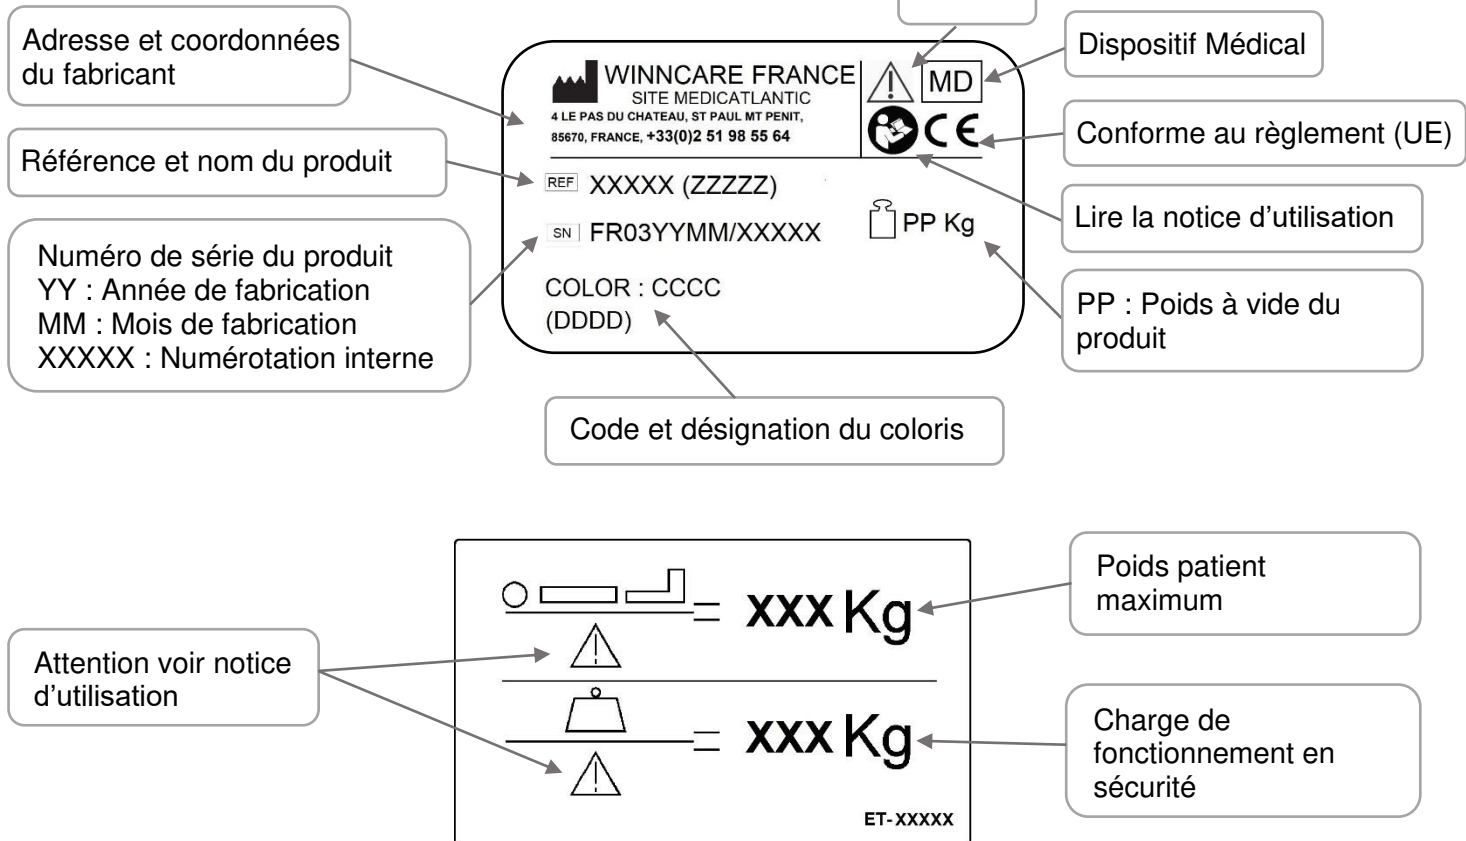 Adresse et coordonnées
du fabricant
Référence et nom du produit
Numéro de série du produit
YY : Année de fabrication
MM : Mois de fabrication
XXXXX : Numérotation interne
WINNCARE FRANCE
SITE MEDICATLANTIC
4 LE PAS DU CHATEAU, ST PAUL MT PENIT,
85670, FRANCE, +33(0)2 51 98 55 64
MD
CE
REF XXXXX (ZZZZZ)
SN FR03YYMM/XXXXX
PP Kg
COLOR : CCCC
(DDDD)
Dispositif Médical
Conforme au règlement (UE)
Lire la notice d’utilisation
PP : Poids à vide du
produit
Code et désignation du coloris
Attention voir notice
d’utilisation
= XXX Kg
= XXX Kg
ET-XXXXX
Poids patient
maximum
Charge de
fonctionnement en
sécurité